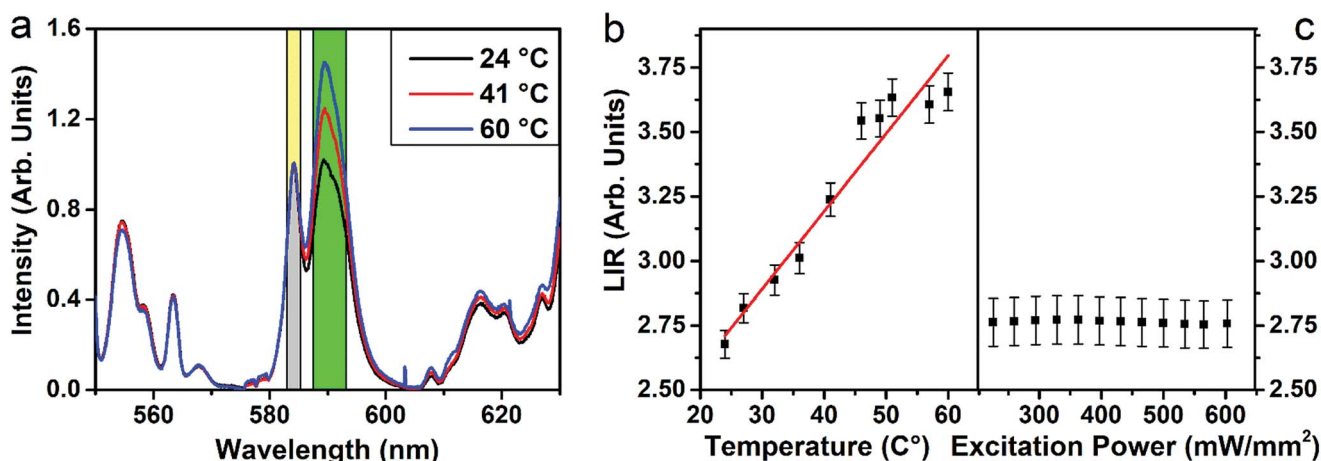 a
1.6
1.2
0.8
0.4
0.0
Intensity (Arb. Units)
24 °C
41 °C
60 °C
560
580
600
620
Wavelength (nm)
b
3.75
3.50
3.25
3.00
2.75
2.50
LIR (Arb. Units)
20
30
40
50
60
Temperature (C°)
c
3.75
3.50
3.25
3.00
2.75
2.50
300
400
500
600
Excitation Power (mW/mm²)